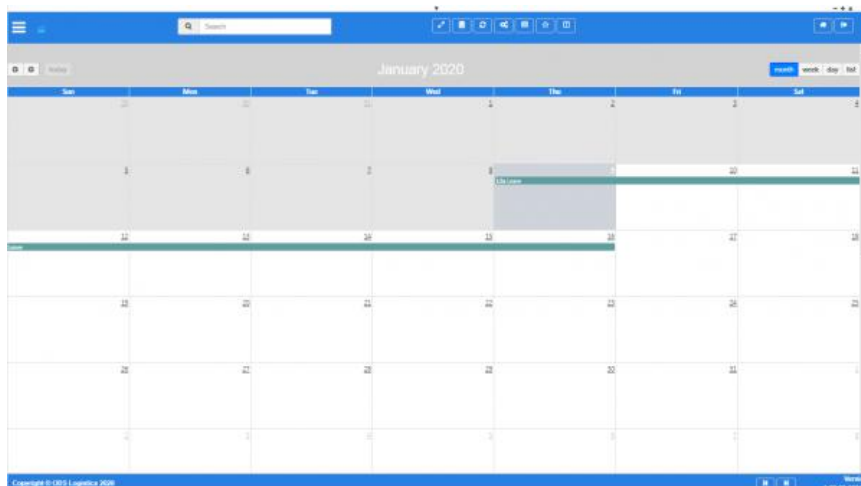 Search
today
January 2020
month week day list
Sun Mon Tue Wed Thu Fri Sat
29 30 31 1 2 3 4
5 6 7 8 9 10 11
Leave
12 13 14 15 16 17 18
Leave
19 20 21 22 23 24 25
26 27 28 29 30 31 1
2 3 4 5 6 7 8
Copyright © ODS Logistics 2020